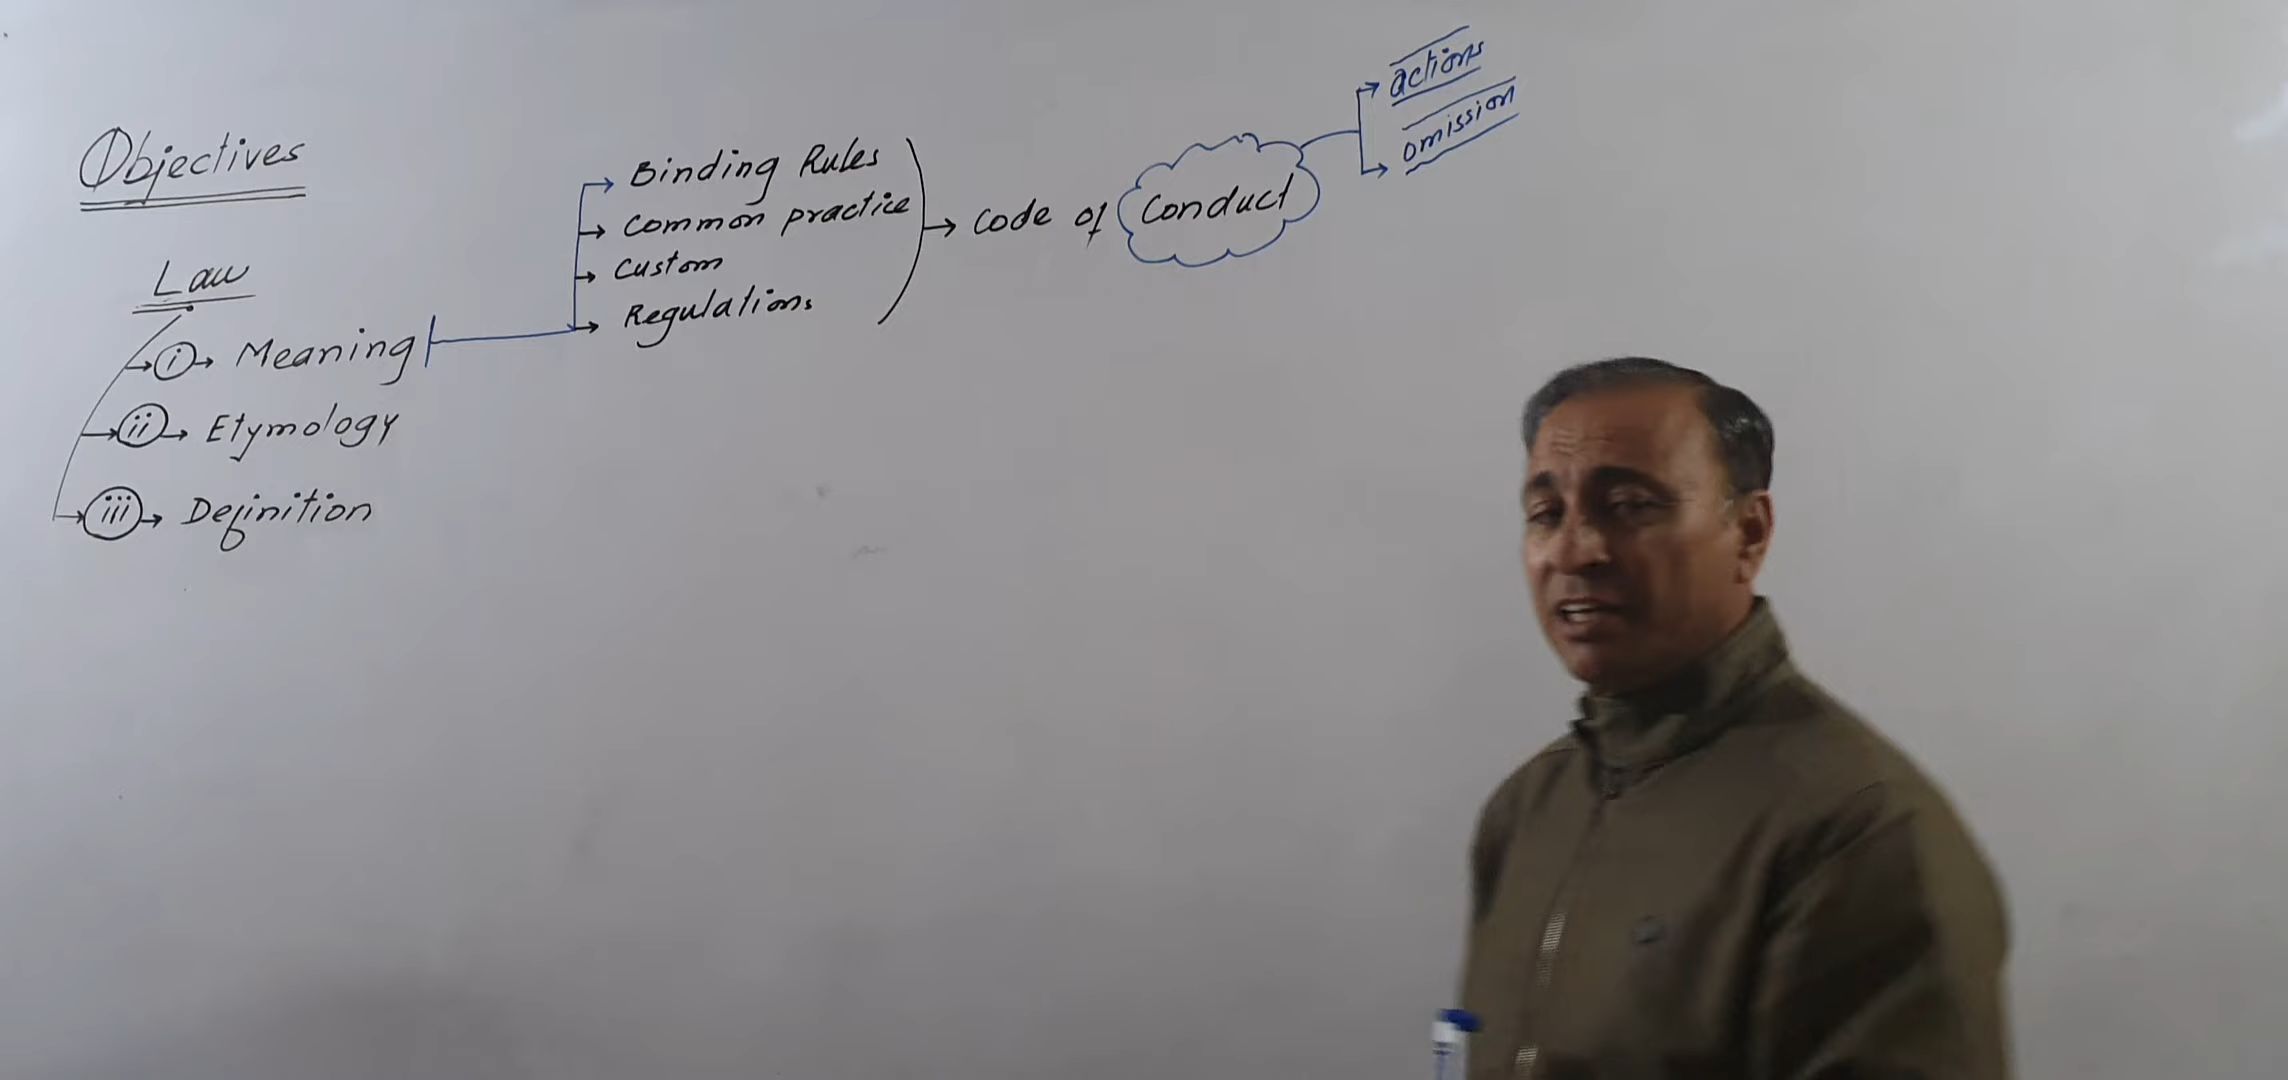 Objectives
Law
i → Meaning
ii → Etymology
iii → Definition
→ Binding Rules
→ Common practice
→ Custom
→ Regulations
→ Code of Conduct
→ actions
→ omission